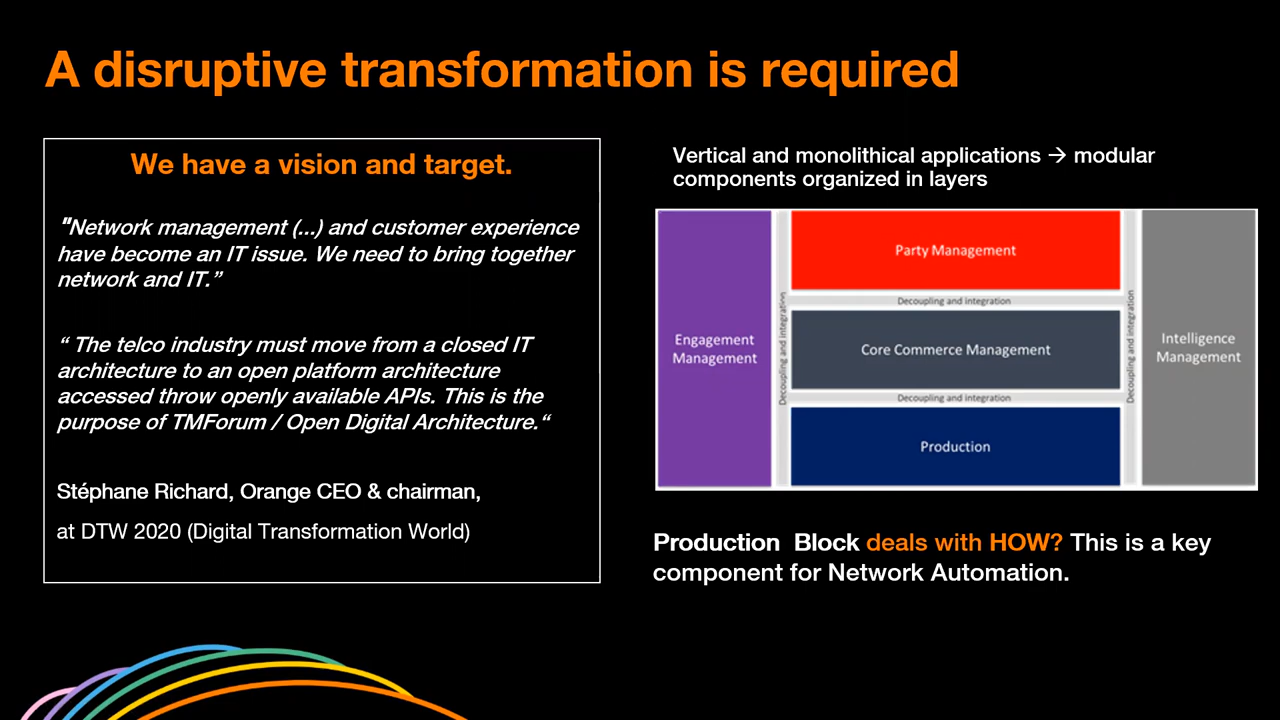 A disruptive transformation is required
We have a vision and target.
"Network management (...) and customer experience
have become an IT issue. We need to bring together
network and IT.”
“ The telco industry must move from a closed IT
architecture to an open platform architecture
accessed throw openly available APIs. This is the
purpose of TMForum / Open Digital Architecture.“
Stéphane Richard, Orange CEO & chairman,
at DTW 2020 (Digital Transformation World)
Vertical and monolithical applications → modular
components organized in layers
Engagement
Management
Decoupling and integration
Party Management
Decoupling and integration
Core Commerce Management
Decoupling and integration
Production
Decoupling and integration
Intelligence
Management
Production Block deals with HOW? This is a key
component for Network Automation.